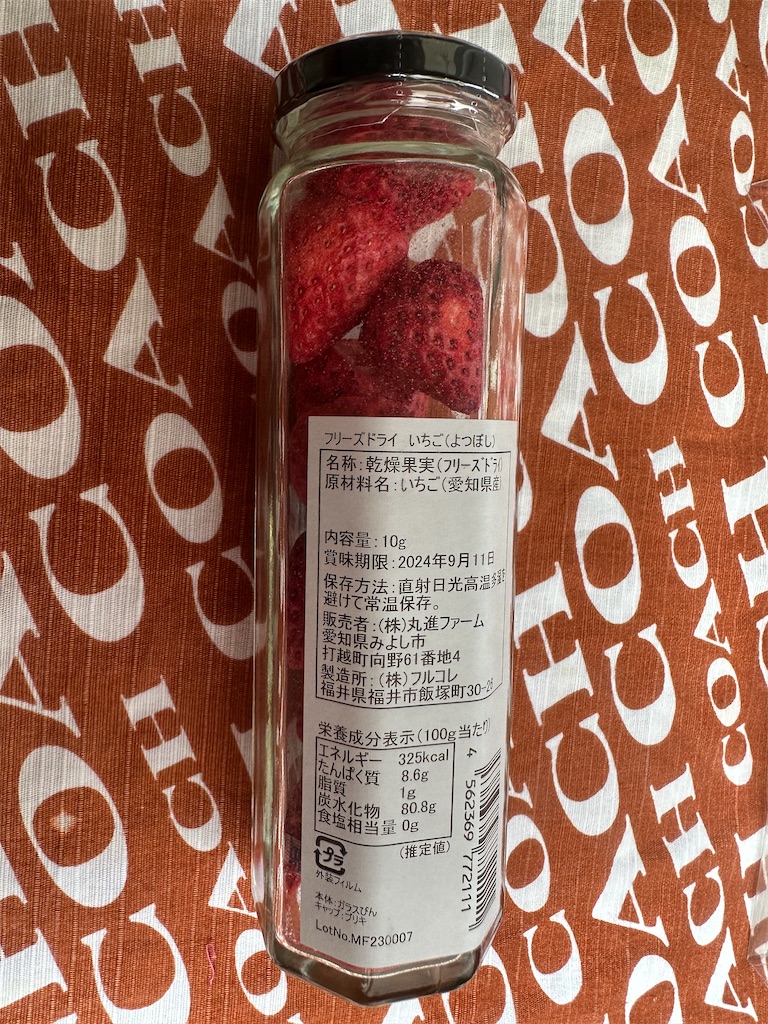 フリーズドライ いちご(よつぼし)
名称:乾燥果実(フリーズドライ
原材料名:いちご(愛知県産
内容量:10g
賞味期限:2024年9月11日
保存方法:直射日光高温多湿を
避けて常温保存。
販売者:(株)丸進ファーム
愛知県みよし市
打越町向野61番地4
製造所:(株)フルコレ
福井県福井市飯塚町30-26
栄養成分表示(100g当たり)
エネルギー 325kcal
たんぱく質 8.6g
脂質 1g
炭水化物 80.8g
食塩相当量 0g
(推定値)
プラ
外装フィルム
本体:ガラスびん
キャップ:ブリキ
LotNo.MF230007
4 562369 772111
COACH
COACH
COACH
COACH